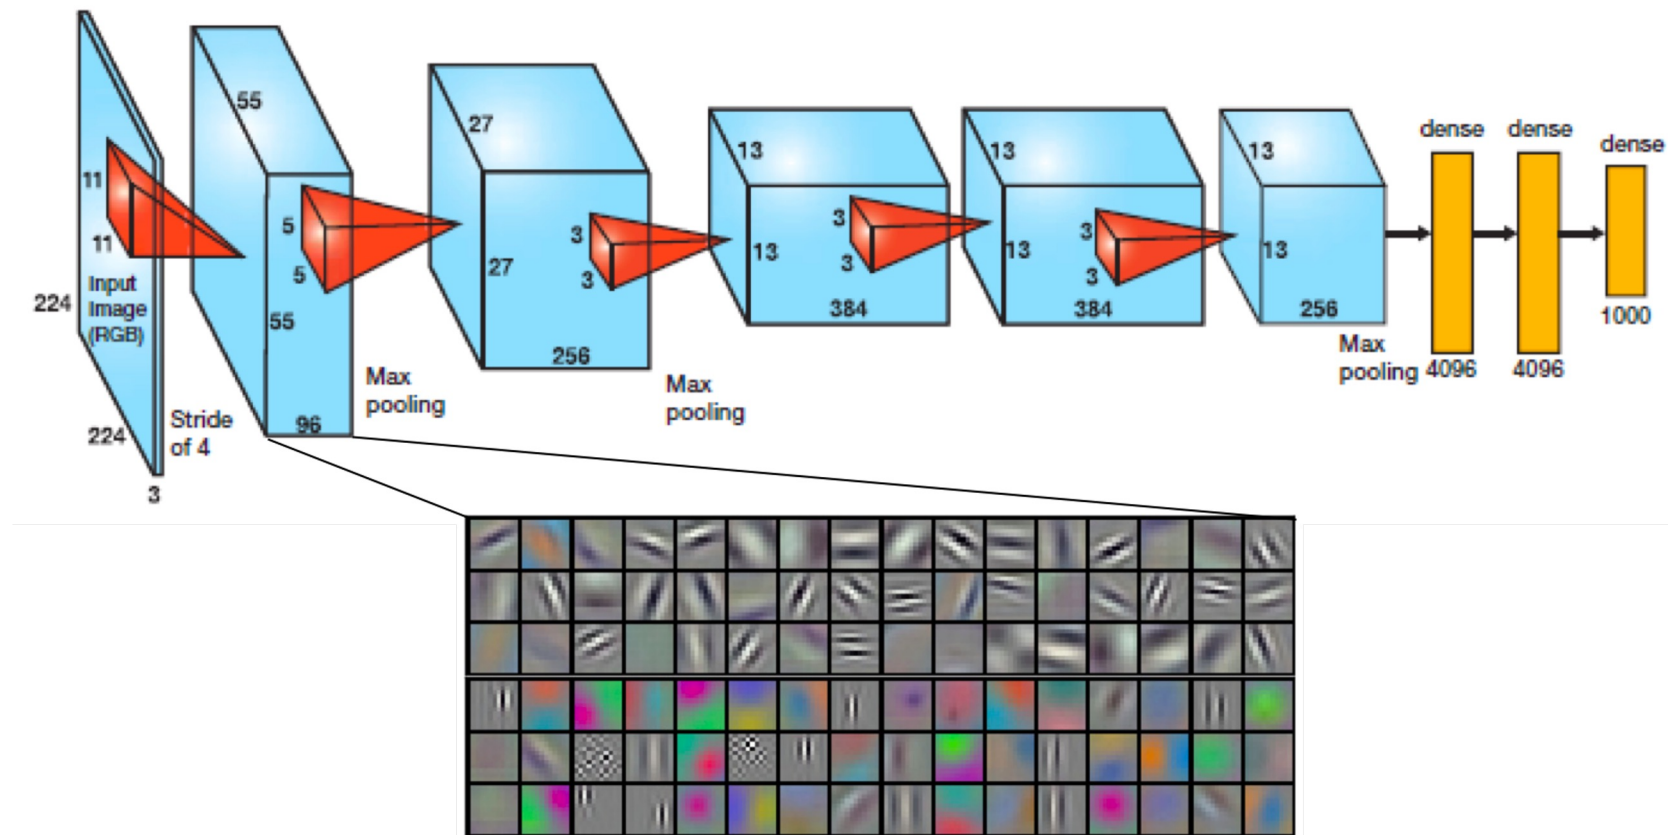 11
11
Input
Image
(RGB)
224
224
3
Stride
of 4
55
55
96
5
5
Max
pooling
27
27
256
3
3
Max
pooling
13
13
384
3
3
13
13
384
3
3
13
13
256
Max
pooling
dense
4096
dense
4096
dense
1000